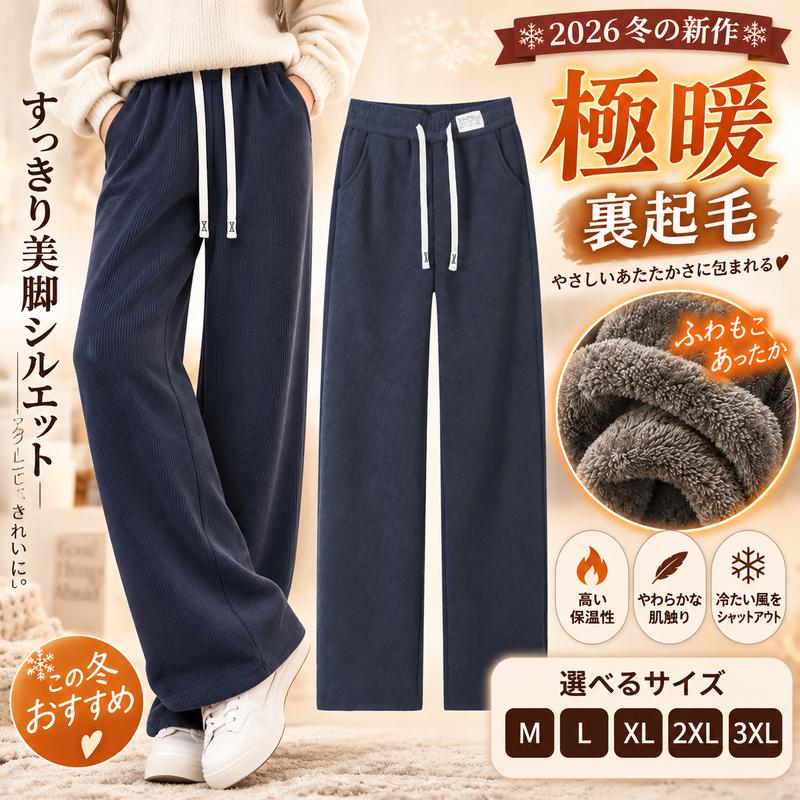 2026冬の新作
極暖
裏起毛
やさしいあたたかさに包まれる♥
すっきり美脚シルエット
きれいに。
ふわもこ
あったか
高い
保温性
やわらかな
肌触り
冷たい風を
シャットアウト
この冬
おすすめ
選べるサイズ
M L XL 2XL 3XL
Good
Things
Ahead